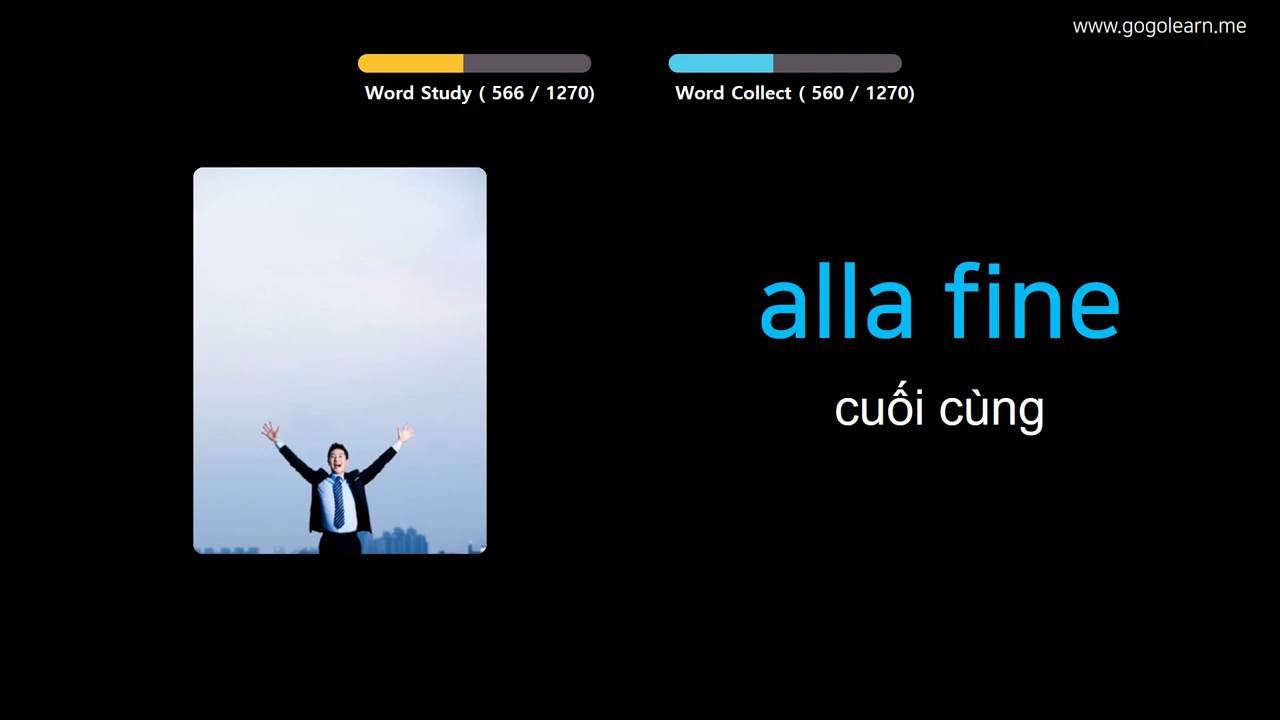 www.gogolearn.me
Word Study ( 566 / 1270)
Word Collect ( 560 / 1270)
alla fine
cuối cùng